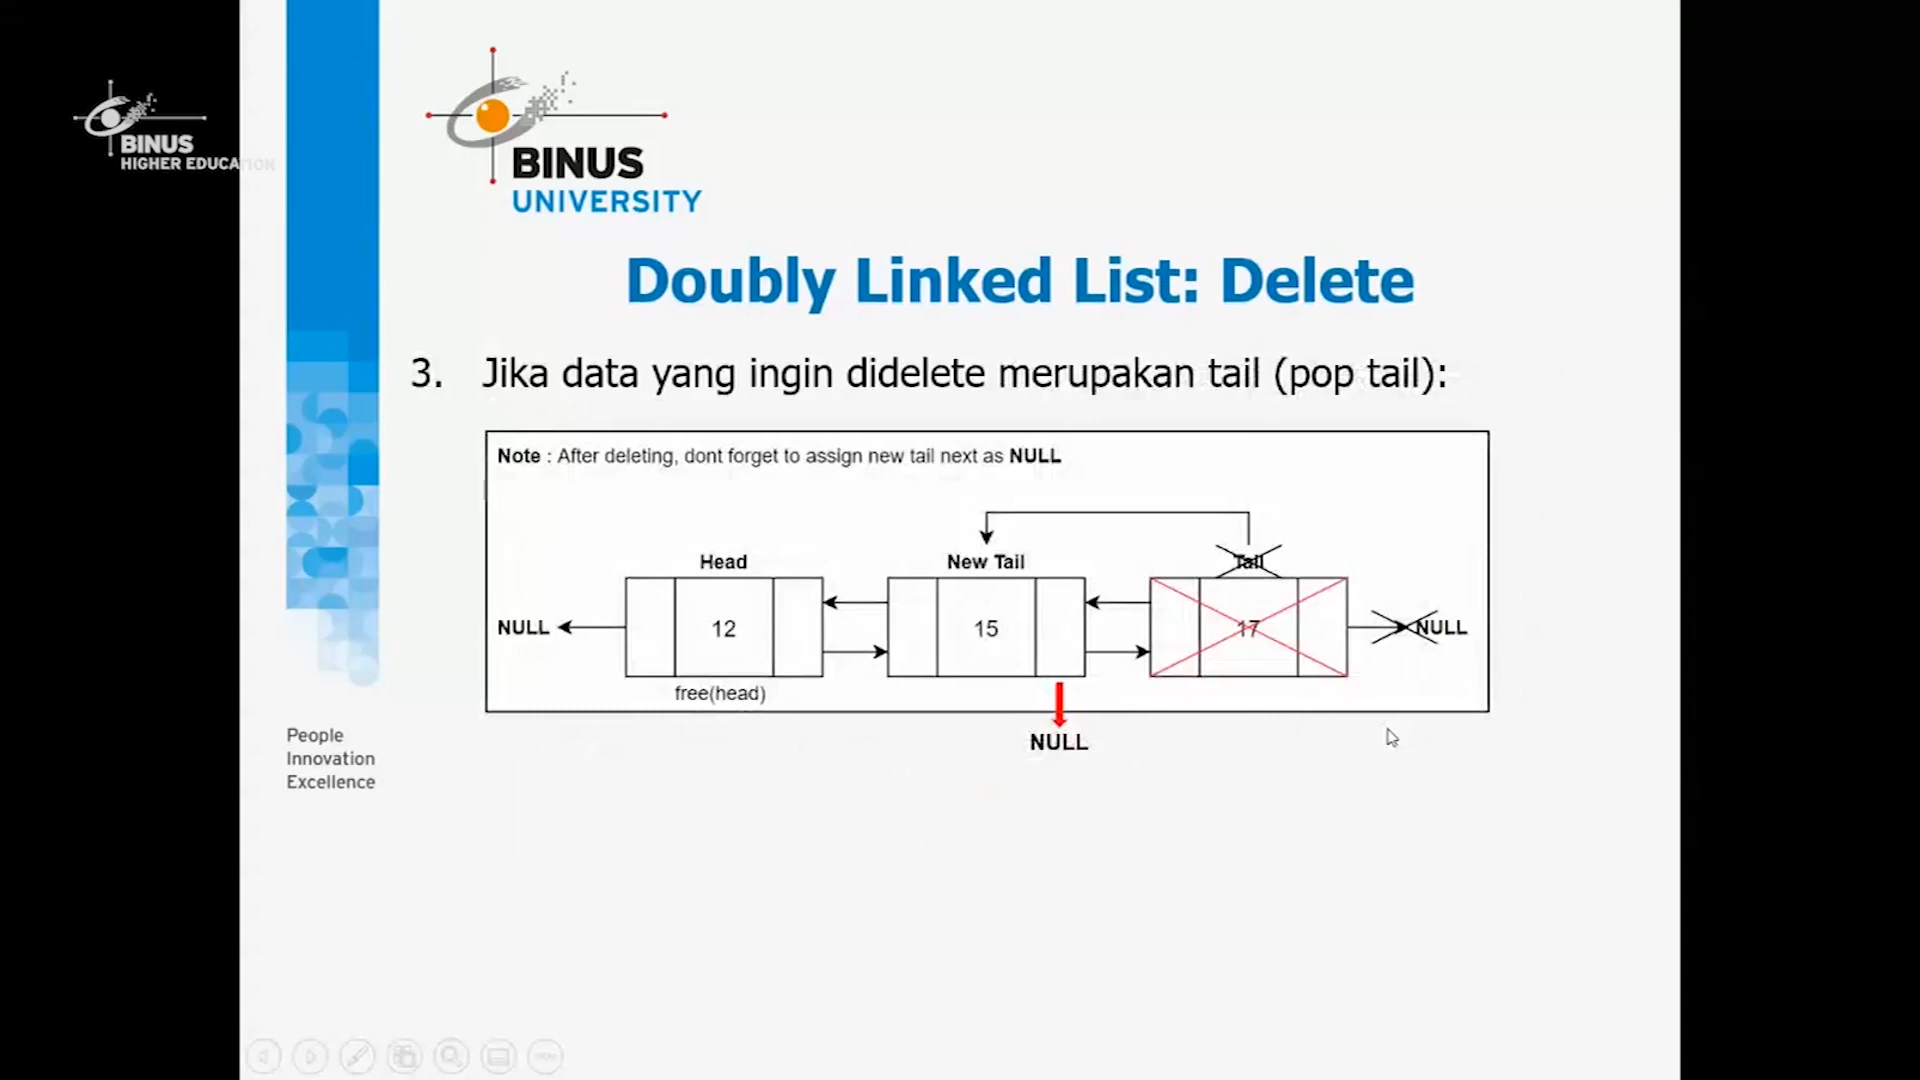 BINUS
HIGHER EDUCATION
BINUS
UNIVERSITY
Doubly Linked List: Delete
3. Jika data yang ingin didelete merupakan tail (pop tail):
Note : After deleting, dont forget to assign new tail next as NULL
Head
New Tail
Tail
NULL
12
15
17
NULL
free(head)
NULL
People
Innovation
Excellence